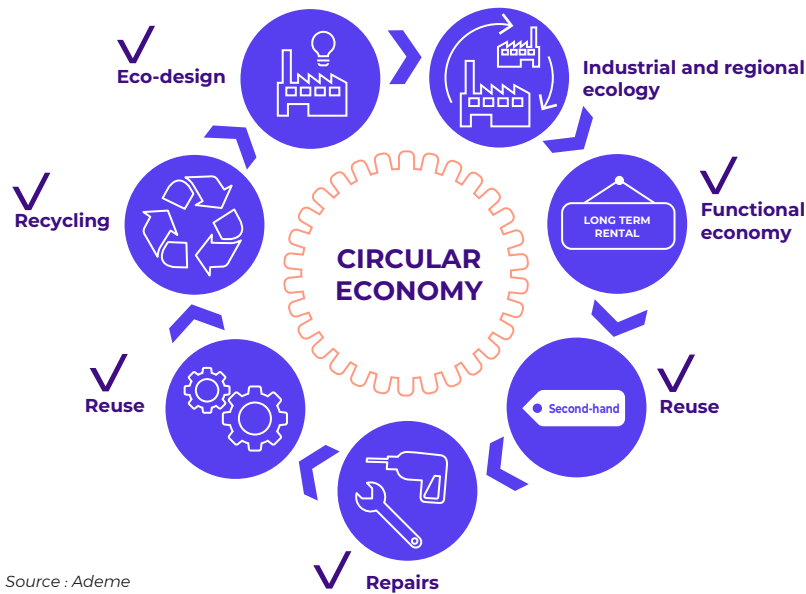 Eco-design
Industrial and regional
ecology
Recycling
LONG TERM
RENTAL
Functional
economy
CIRCULAR
ECONOMY
Reuse
Second-hand
Reuse
Repairs
Source : Ademe